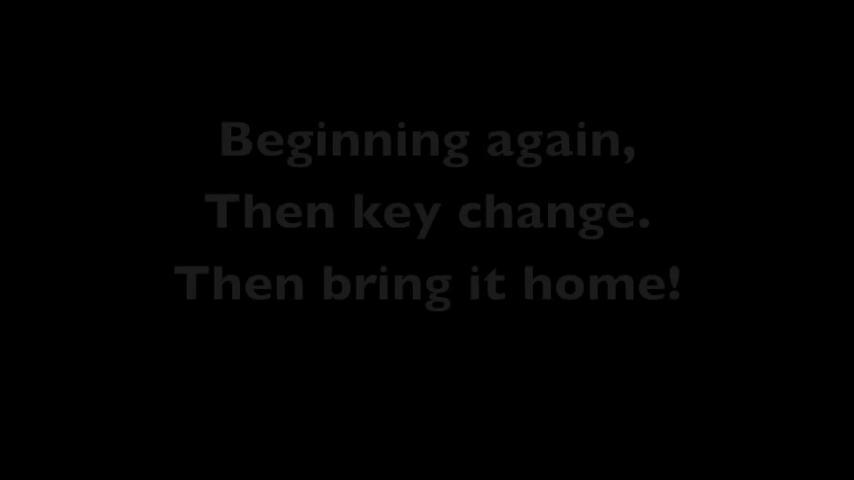 Beginning again,
Then key change.
Then bring it home!